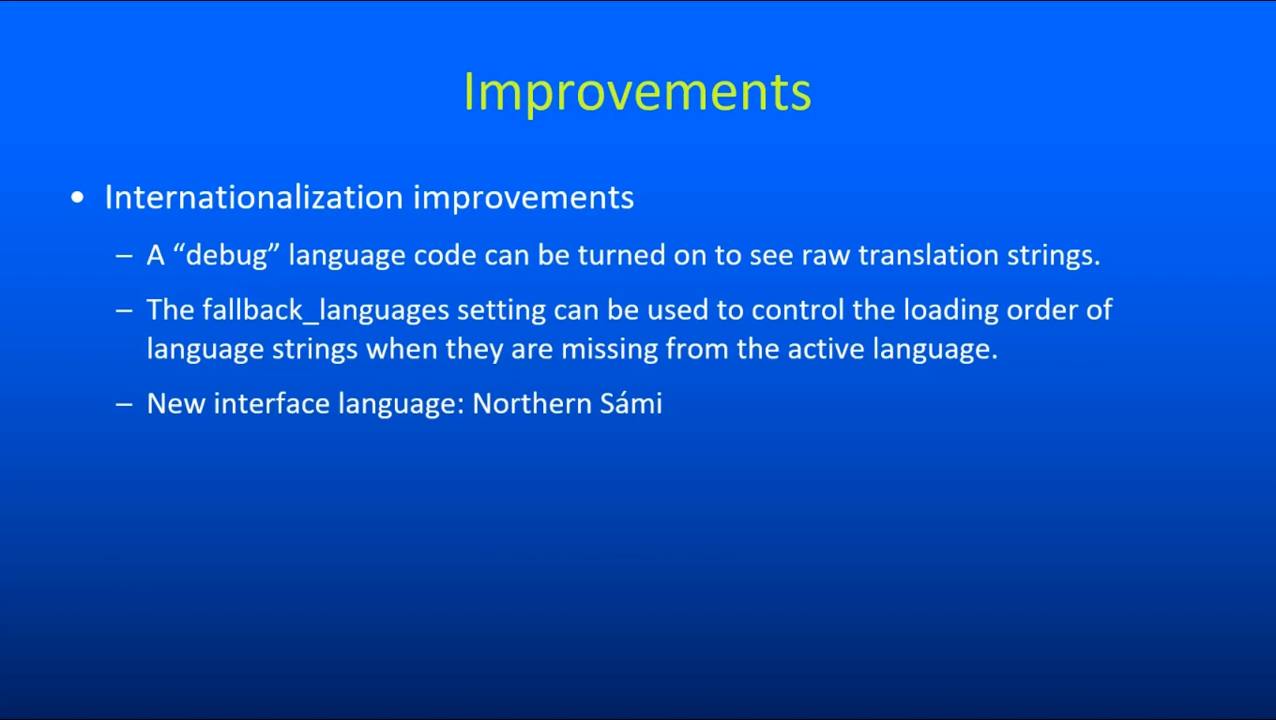 Improvements
• Internationalization improvements
– A “debug” language code can be turned on to see raw translation strings.
– The fallback_languages setting can be used to control the loading order of
language strings when they are missing from the active language.
– New interface language: Northern Sámi